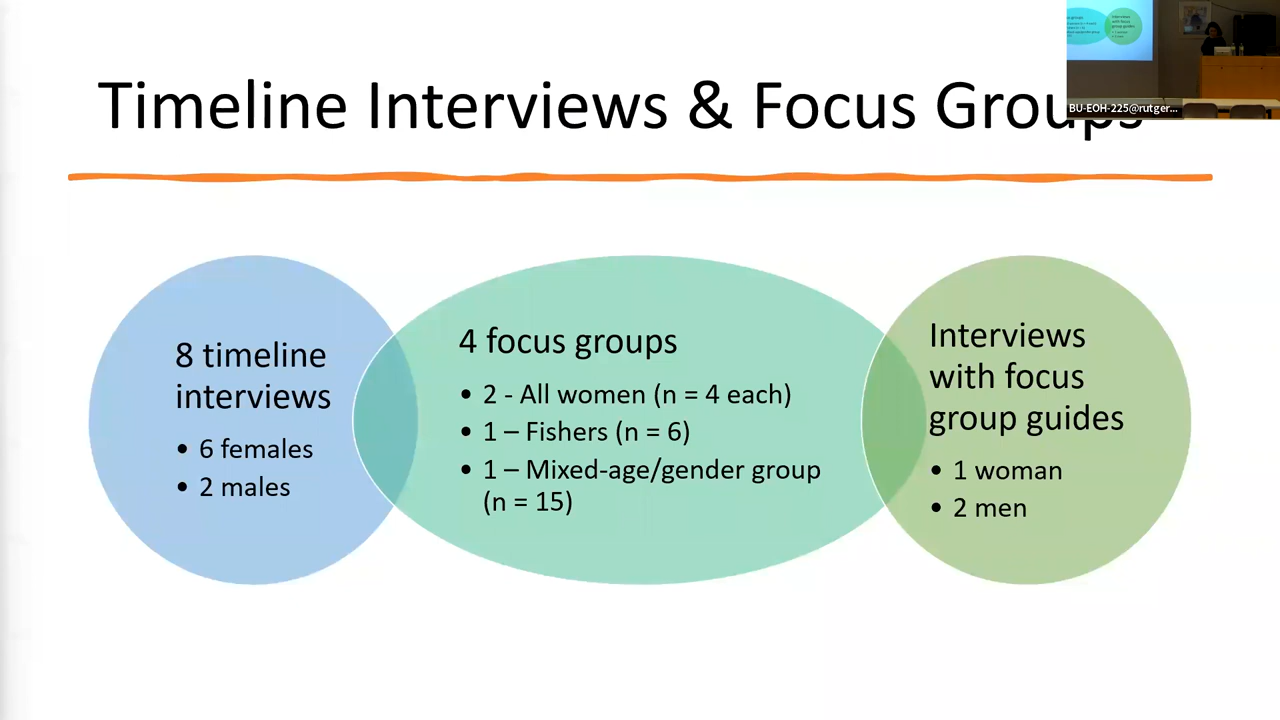 Timeline Interviews & Focus Groups
BU-EOH-225@rutger...
8 timeline
interviews
• 6 females
• 2 males
4 focus groups
• 2 - All women (n = 4 each)
• 1 – Fishers (n = 6)
• 1 – Mixed-age/gender group
(n = 15)
Interviews
with focus
group guides
• 1 woman
• 2 men